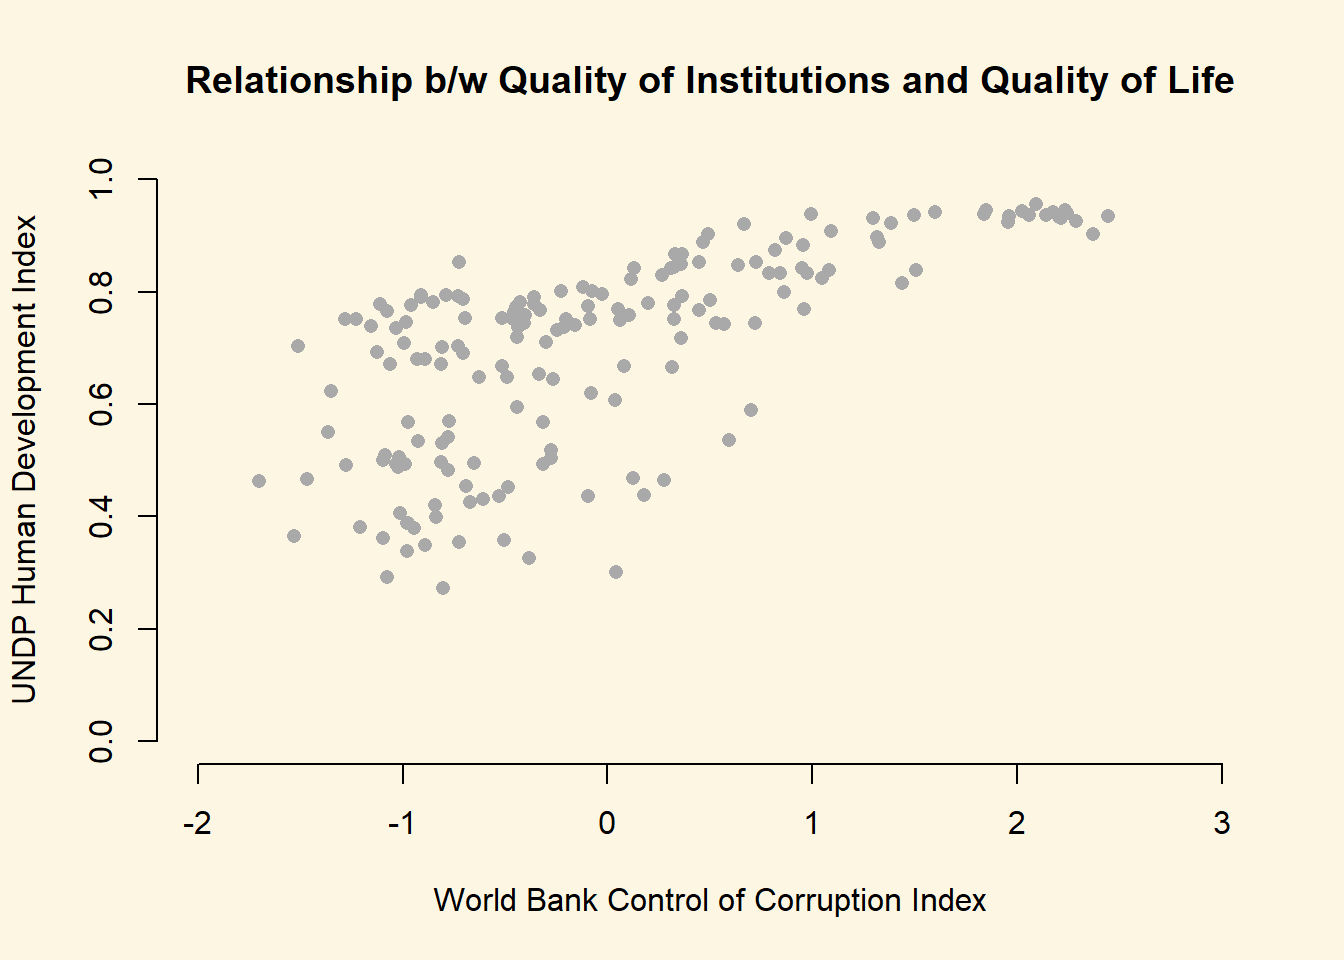 Relationship b/w Quality of Institutions and Quality of Life
UNDP Human Development Index
1.0
0.8
0.6
0.4
0.2
0.0
-2 -1 0 1 2 3
World Bank Control of Corruption Index